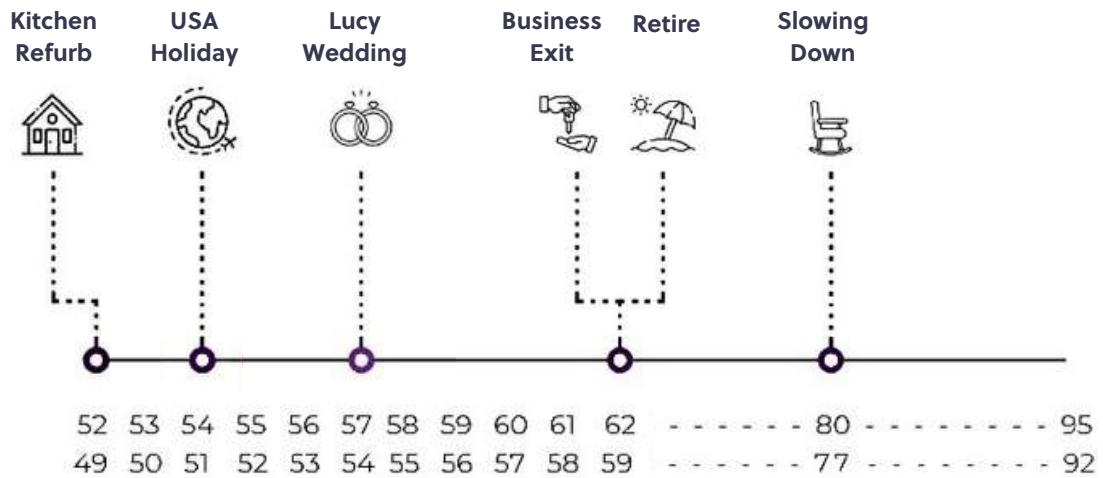 Kitchen
Refurb
USA
Holiday
Lucy
Wedding
Business
Exit
Retire
Slowing
Down
52 53 54 55 56 57 58 59 60 61 62 - - - - - - 80 - - - - - - - - 95
49 50 51 52 53 54 55 56 57 58 59 - - - - - - 77 - - - - - - - - 92